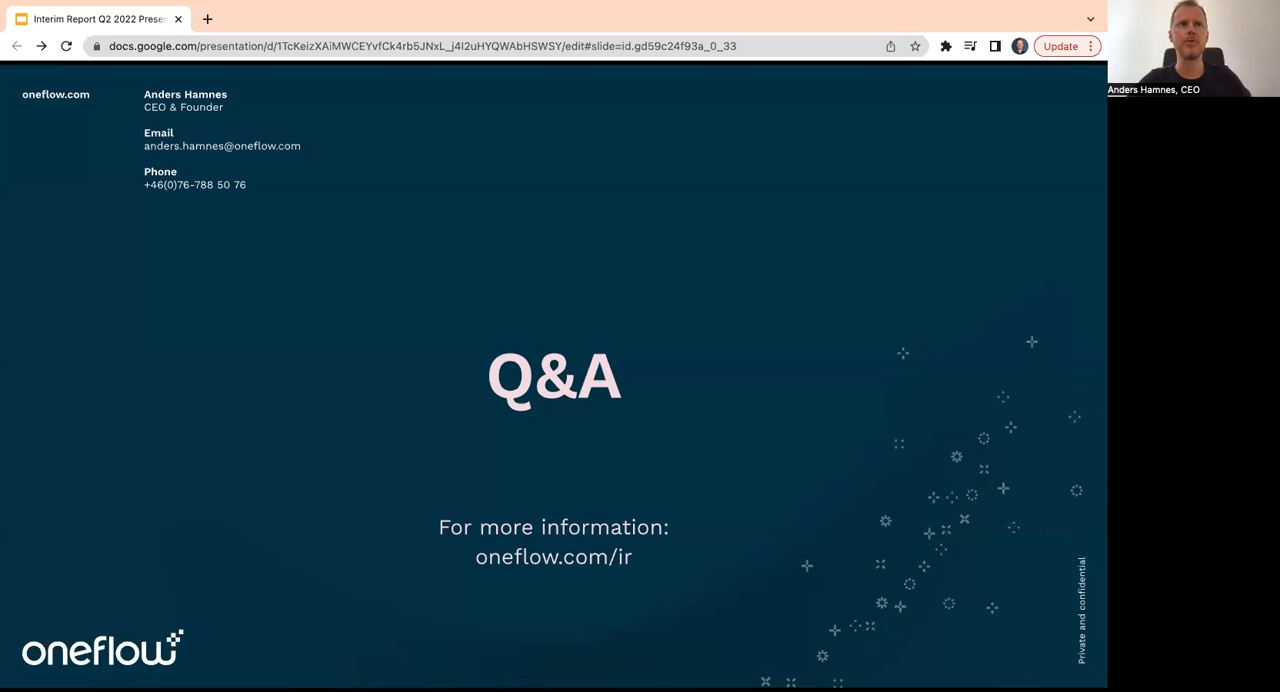 Interim Report Q2 2022 Presen
docs.google.com/presentation/d/1TcKeizXAiMWCEYvfCk4rb5JNxL_j4I2uHYQWAbHSWSY/edit#slide=id.gd59c24f93a_0_33
Update
Anders Hamnes, CEO
oneflow.com
Anders Hamnes
CEO & Founder
Email
anders.hamnes@oneflow.com
Phone
+46(0)76-788 50 76
Q&A
For more information:
oneflow.com/ir
Private and confidential
oneflow